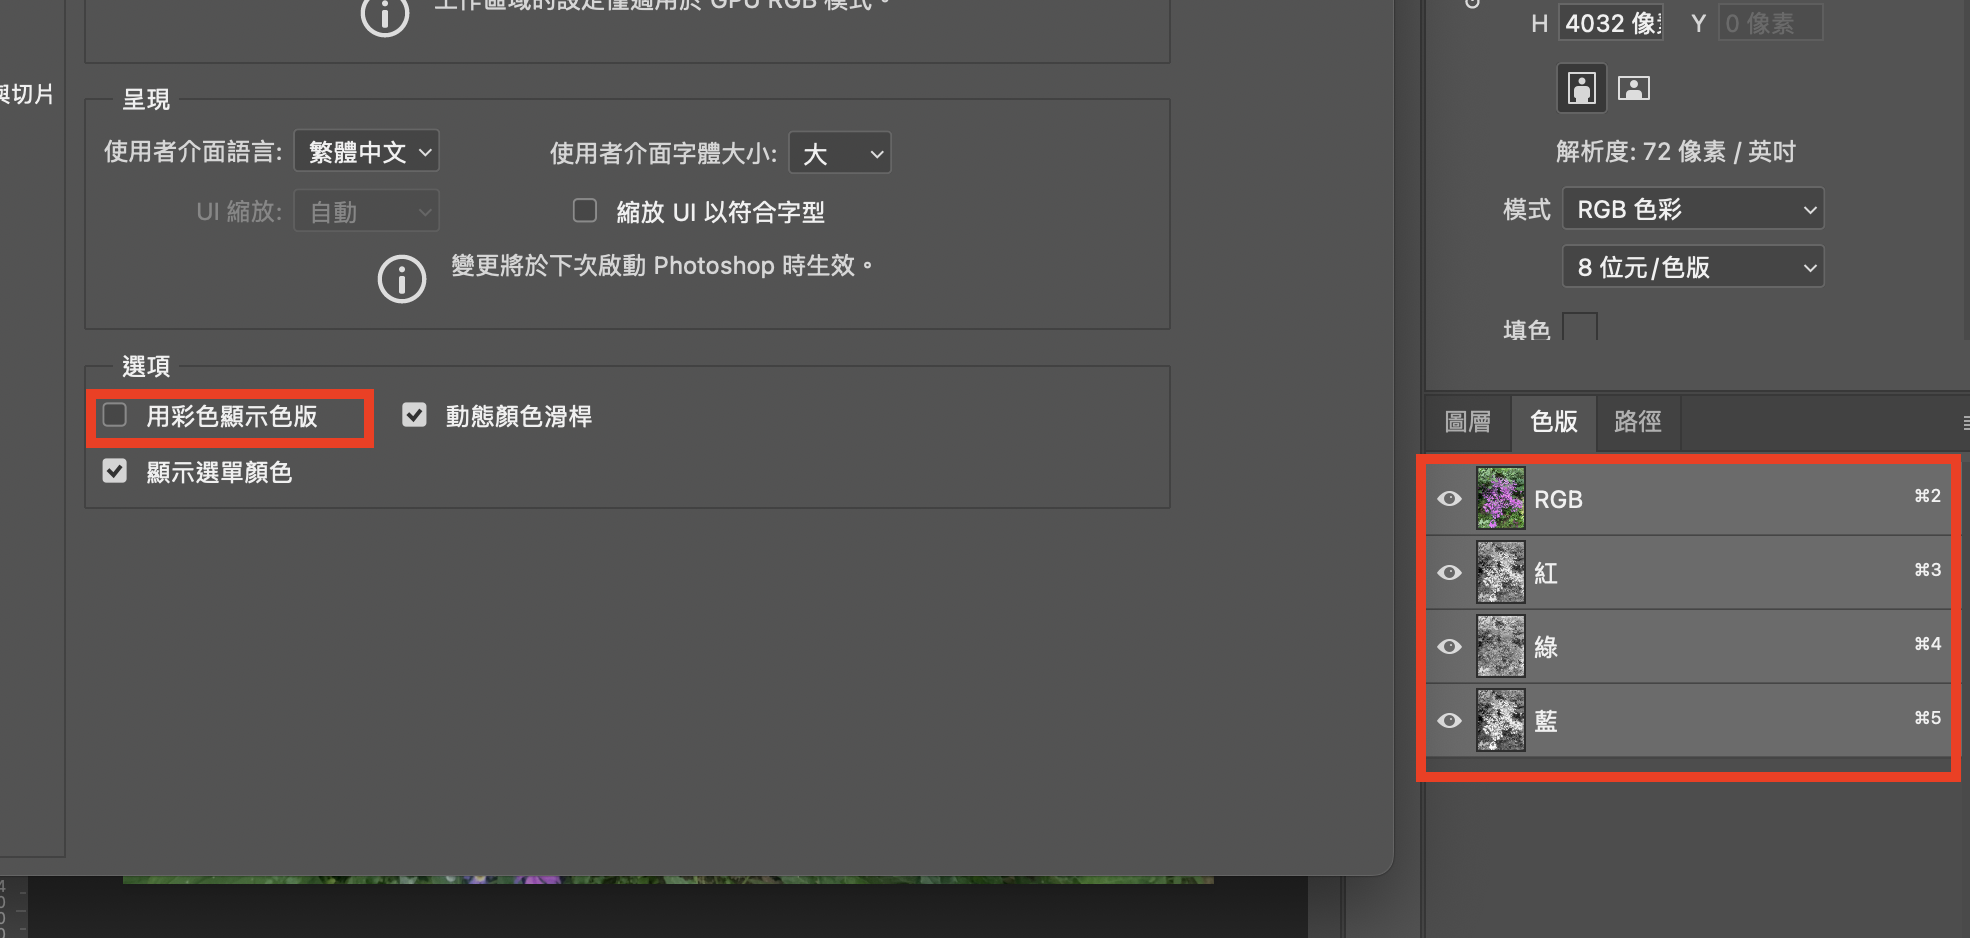 工作區域的設定僅適用於 GPU RGB 模式。
與切片
呈現
使用者介面語言: 繁體中文
使用者介面字體大小: 大
UI 縮放: 自動
縮放 UI 以符合字型
變更將於下次啟動 Photoshop 時生效。
選項
用彩色顯示色版
動態顏色滑桿
顯示選單顏色
H 4032 像素
Y 0 像素
解析度: 72 像素 / 英吋
模式 RGB 色彩
8 位元/色版
填色
圖層 色版 路徑
RGB ⌘2
紅 ⌘3
綠 ⌘4
藍 ⌘5